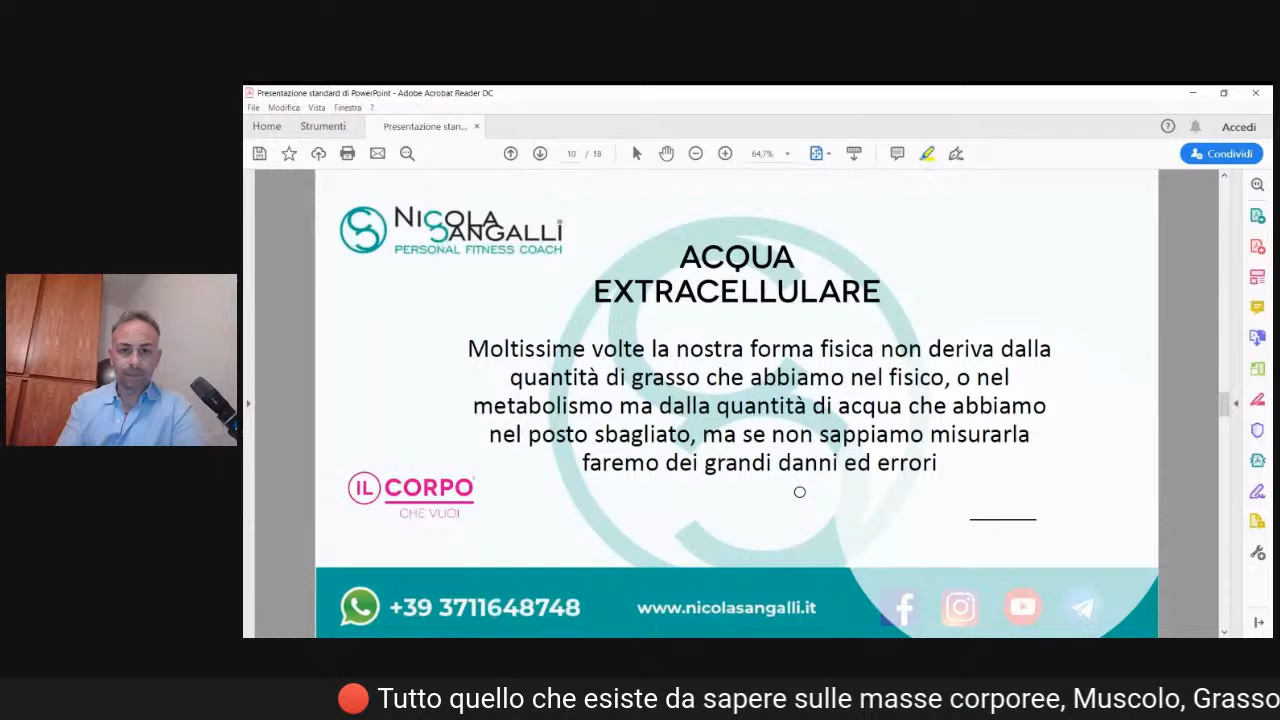 Presentazione standard di PowerPoint - Adobe Acrobat Reader DC
File Modifica Vista Finestra ?
Home Strumenti Presentazione stan... × Accedi
10 / 18 64,7% Condividi
NICOLA
SANGALLI
PERSONAL FITNESS COACH
ACQUA
EXTRACELLULARE
Moltissime volte la nostra forma fisica non deriva dalla
quantità di grasso che abbiamo nel fisico, o nel
metabolismo ma dalla quantità di acqua che abbiamo
nel posto sbagliato, ma se non sappiamo misurarla
faremo dei grandi danni ed errori
IL CORPO
CHE VUOI
+39 3711648748 www.nicolasangalli.it
Tutto quello che esiste da sapere sulle masse corporee, Muscolo, Grasso